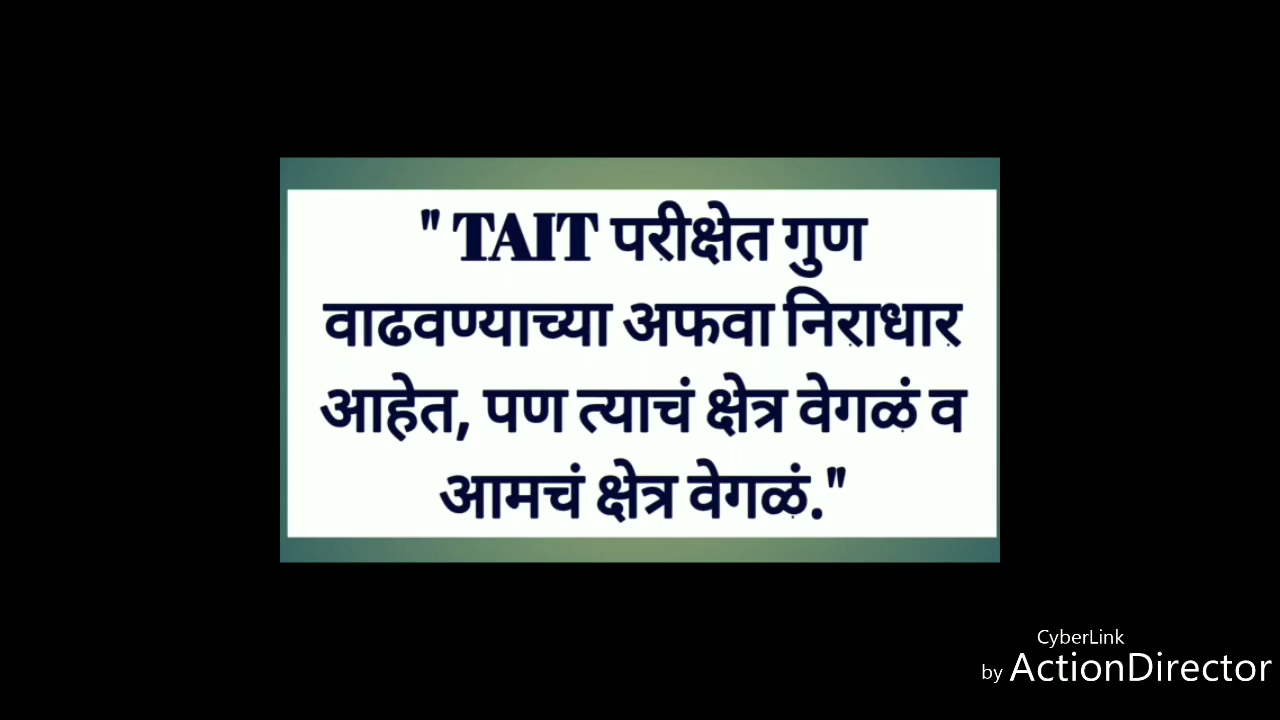 " TAIT परीक्षेत गुण
वाढवण्याच्या अफवा निराधार
आहेत, पण त्याचं क्षेत्र वेगळं व
आमचं क्षेत्र वेगळं."
CyberLink
by ActionDirector